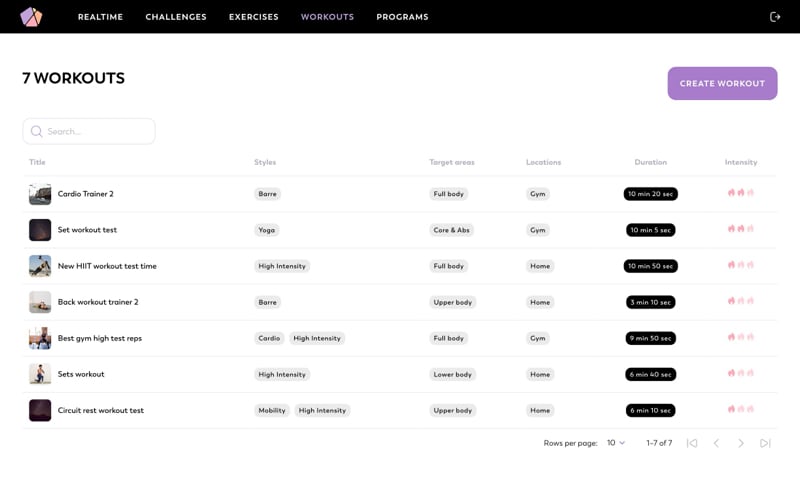 REALTIME CHALLENGES EXERCISES WORKOUTS PROGRAMS
7 WORKOUTS
CREATE WORKOUT
Search...
Title Styles Target areas Locations Duration Intensity
Cardio Trainer 2 Barre Full body Gym 10 min 20 sec
Set workout test Yoga Core & Abs Gym 10 min 5 sec
New HIIT workout test time High Intensity Full body Home 10 min 50 sec
Back workout trainer 2 Barre Upper body Home 3 min 10 sec
Best gym high test reps Cardio High Intensity Full body Gym 9 min 50 sec
Sets workout High Intensity Lower body Home 6 min 40 sec
Circuit rest workout test Mobility High Intensity Upper body Home 6 min 10 sec
Rows per page: 10 1–7 of 7